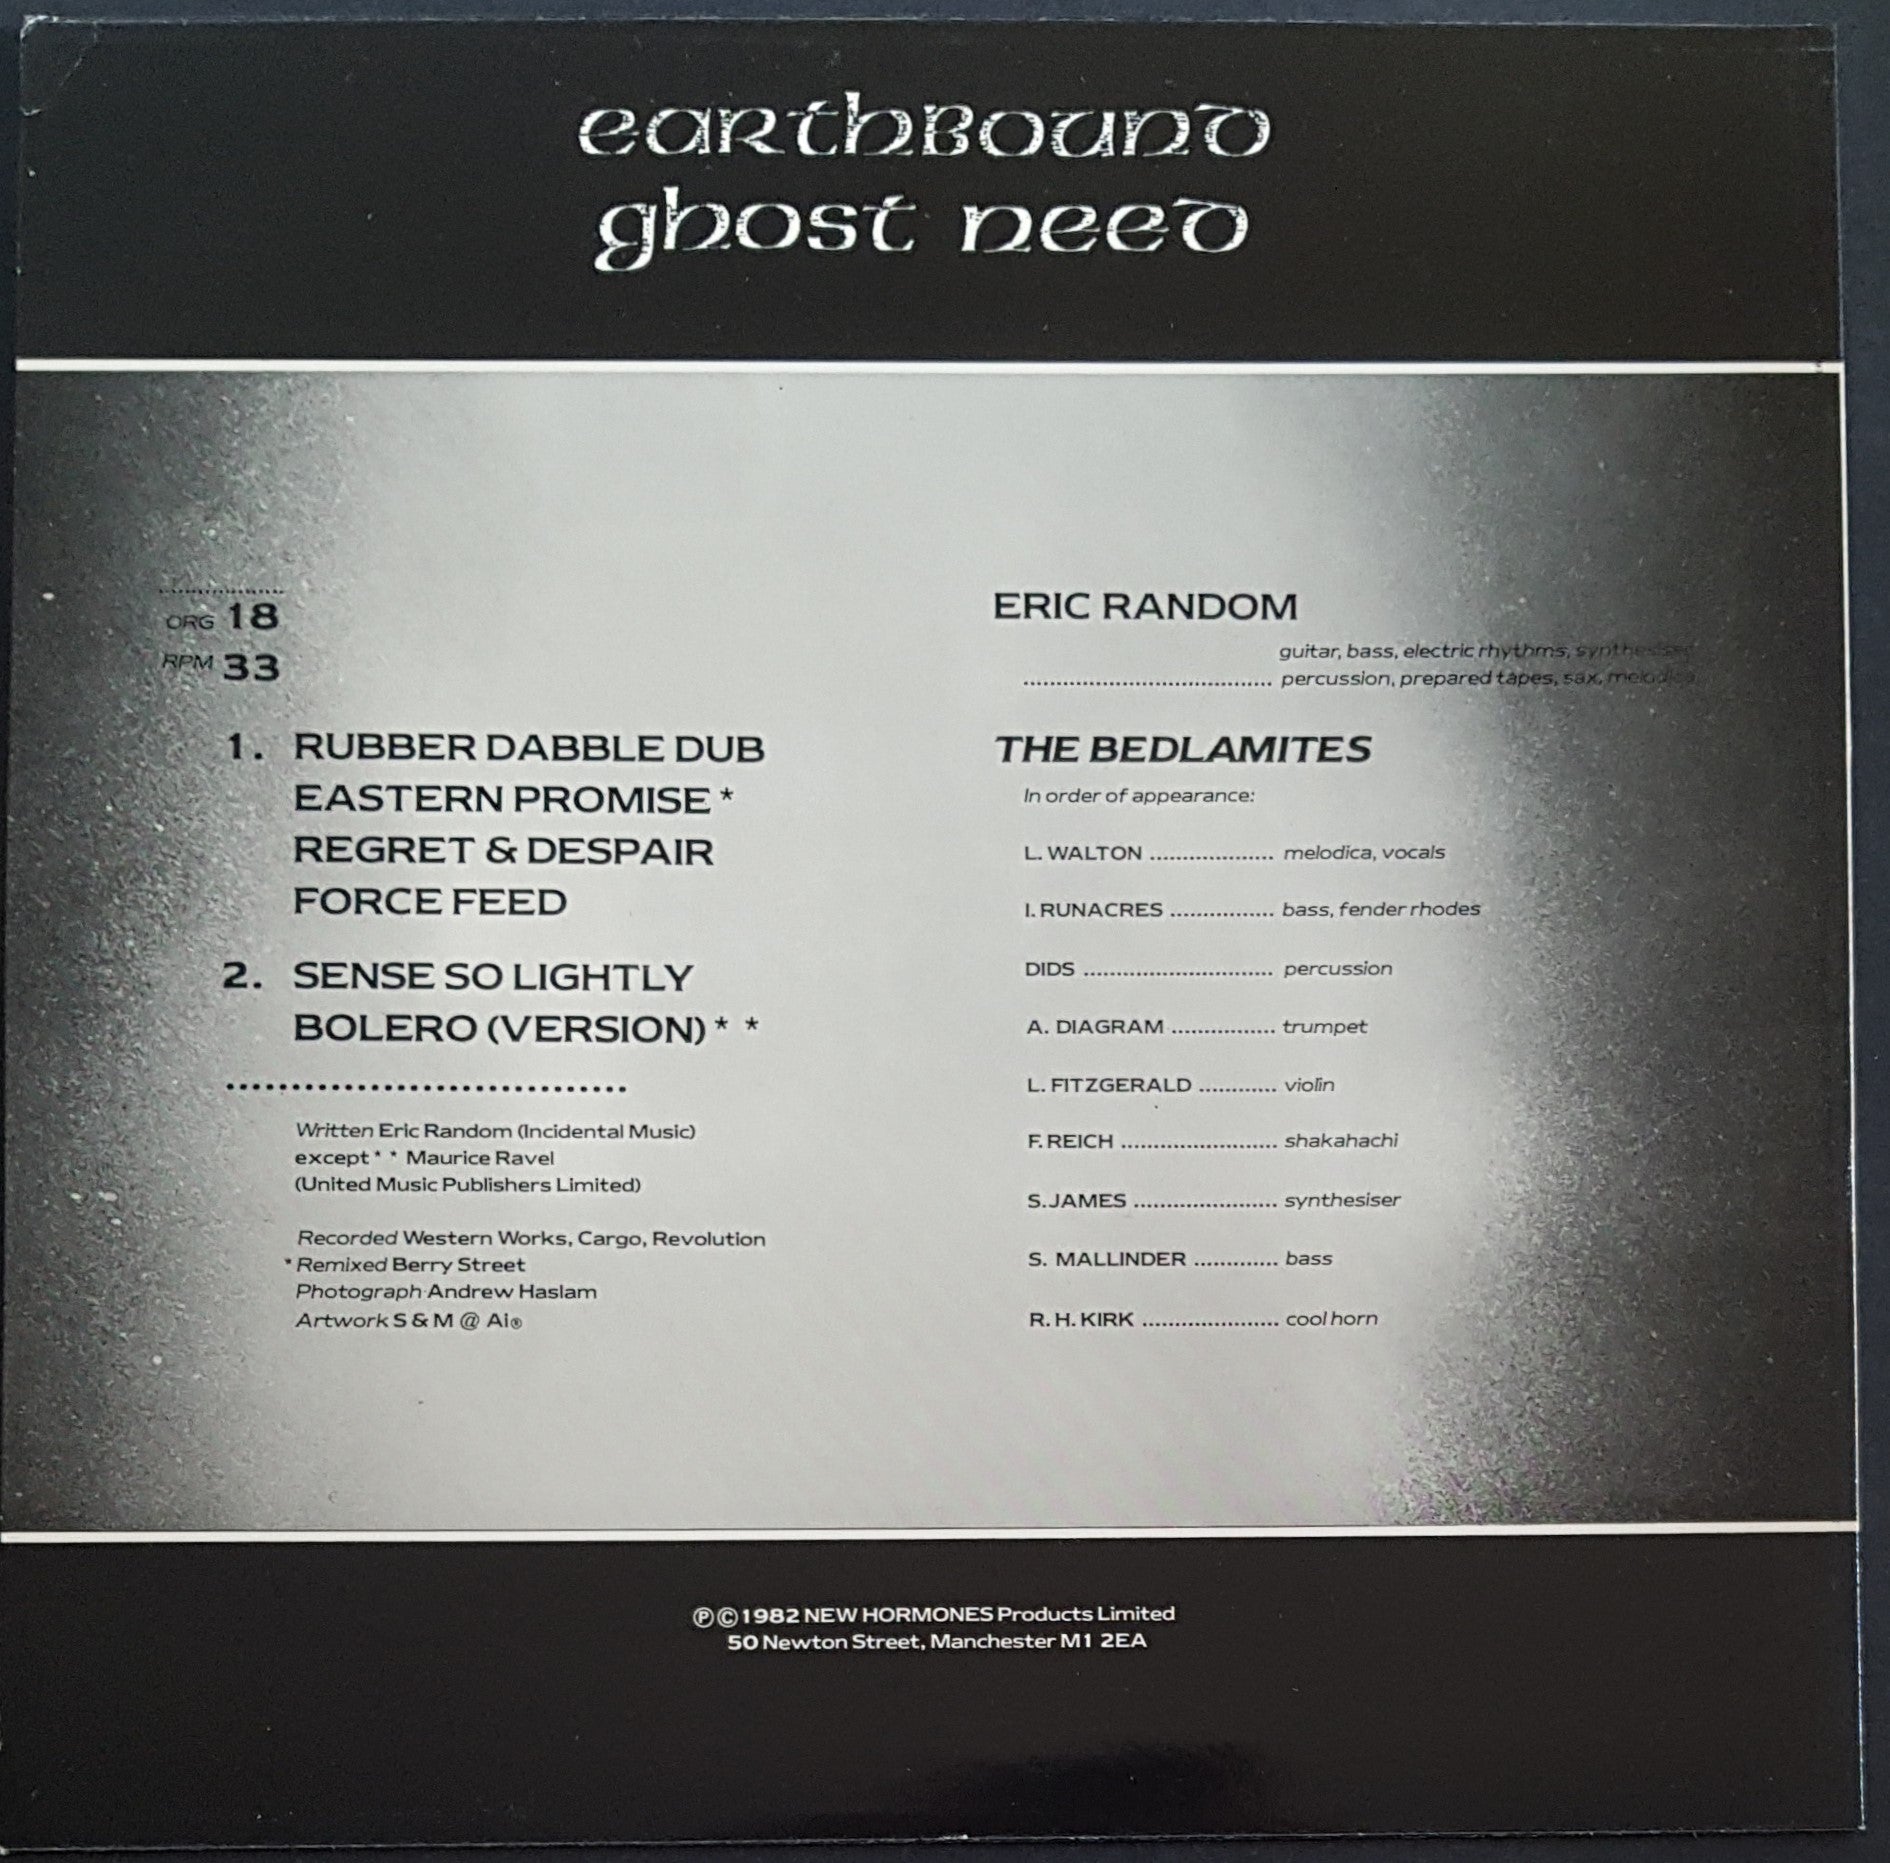 earthbound
ghost need
ORG 18
RPM 33
1. RUBBER DABBLE DUB
EASTERN PROMISE *
REGRET & DESPAIR
FORCE FEED
2. SENSE SO LIGHTLY
BOLERO (VERSION) * *
Written Eric Random (Incidental Music)
except * * Maurice Ravel
(United Music Publishers Limited)
Recorded Western Works, Cargo, Revolution
* Remixed Berry Street
Photograph Andrew Haslam
Artwork S & M @ Ai®
ERIC RANDOM
guitar, bass, electric rhythms, synthesiser
...................................... percussion, prepared tapes, sax, melodica
THE BEDLAMITES
In order of appearance:
L. WALTON ................... melodica, vocals
I. RUNACRES ................ bass, fender rhodes
DIDS ............................. percussion
A. DIAGRAM ................ trumpet
L. FITZGERALD ............ violin
F. REICH ........................ shakahachi
S. JAMES ...................... synthesiser
S. MALLINDER ............. bass
R. H. KIRK ..................... cool horn
℗©1982 NEW HORMONES Products Limited
50 Newton Street, Manchester M1 2EA